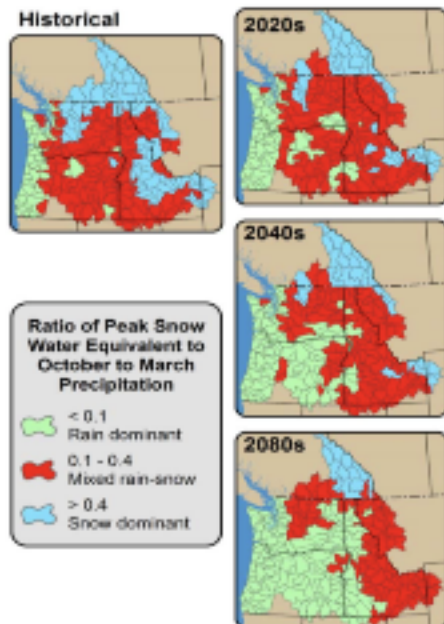 Historical
2020s
2040s
Ratio of Peak Snow
Water Equivalent to
October to March
Precipitation
< 0.1
Rain dominant
0.1 - 0.4
Mixed rain-snow
> 0.4
Snow dominant
2080s